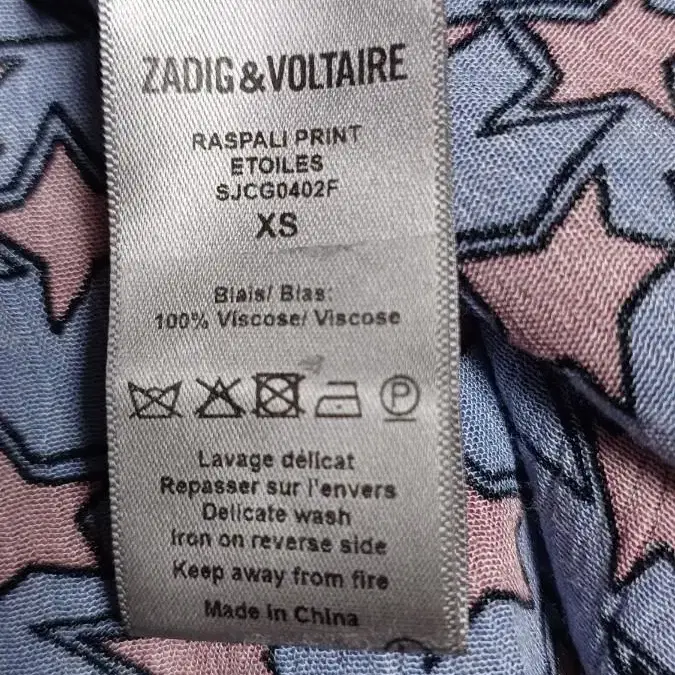 ZADIG&VOLTAIRE
RASPALI PRINT
ETOILES
SJCG0402F
XS
Biais/ Bias:
100% Viscose/ Viscose
P
Lavage délicat
Repasser sur l'envers
Delicate wash
Iron on reverse side
Keep away from fire
Made in China